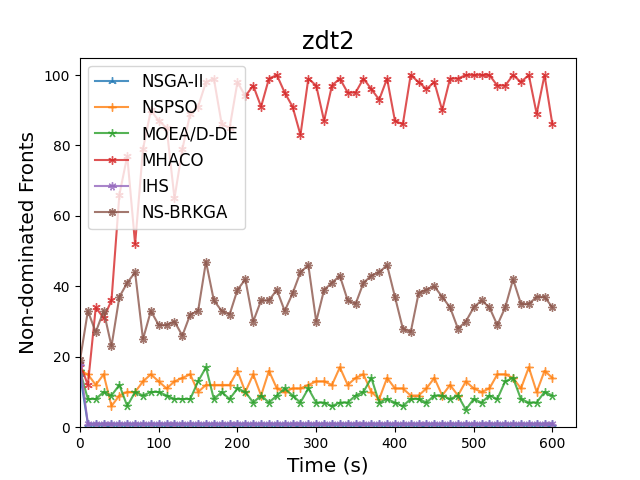 zdt2
100
80
60
40
20
0
Non-dominated Fronts
NSGA-II
NSPSO
MOEA/D-DE
MHACO
IHS
NS-BRKGA
0 100 200 300 400 500 600
Time (s)